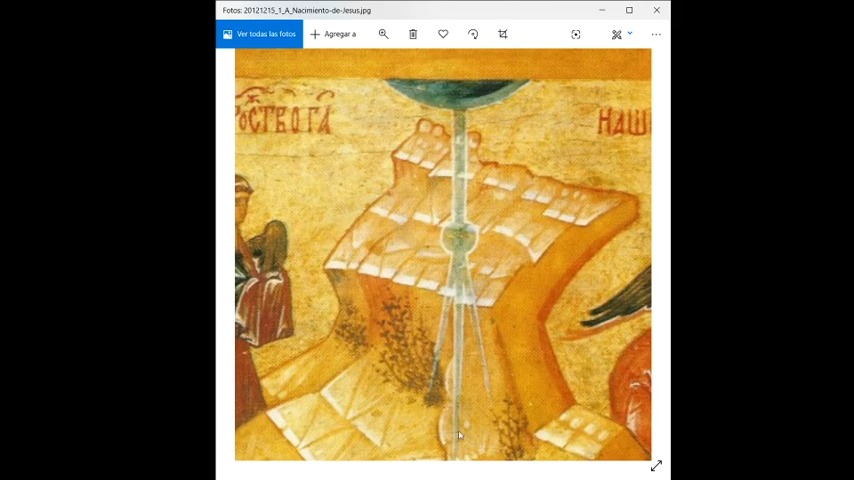 Fotos: 20121215_1_A_Nacimiento-de-Jesus.jpg
Ver todas las fotos
Agregar a
НАШ